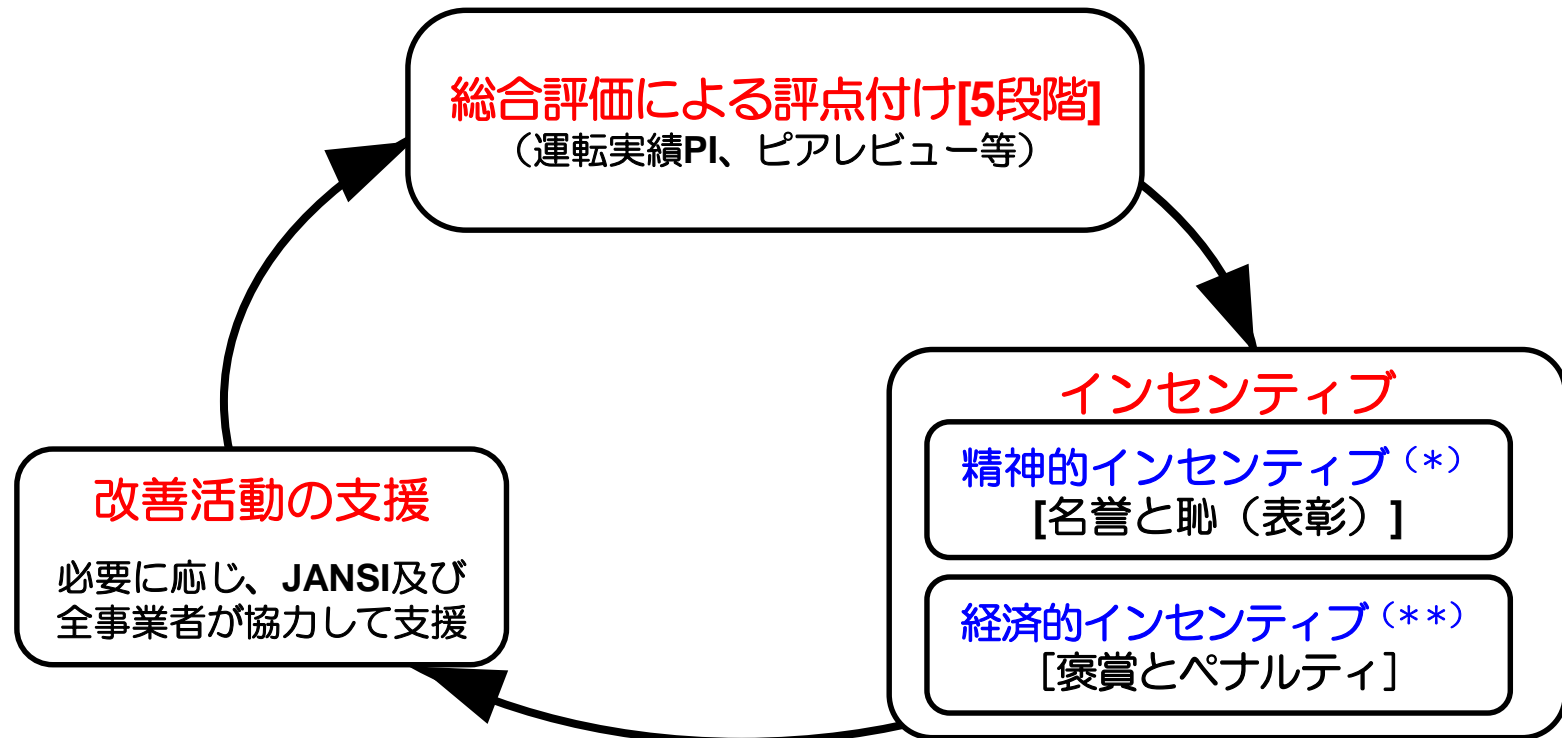 総合評価による評点付け[5段階]
（運転実績PI、ピアレビュー等）
インセンティブ
精神的インセンティブ（＊）
[名誉と恥（表彰）]
経済的インセンティブ（＊＊）
［褒賞とペナルティ］
改善活動の支援
必要に応じ、JANSI及び
全事業者が協力して支援